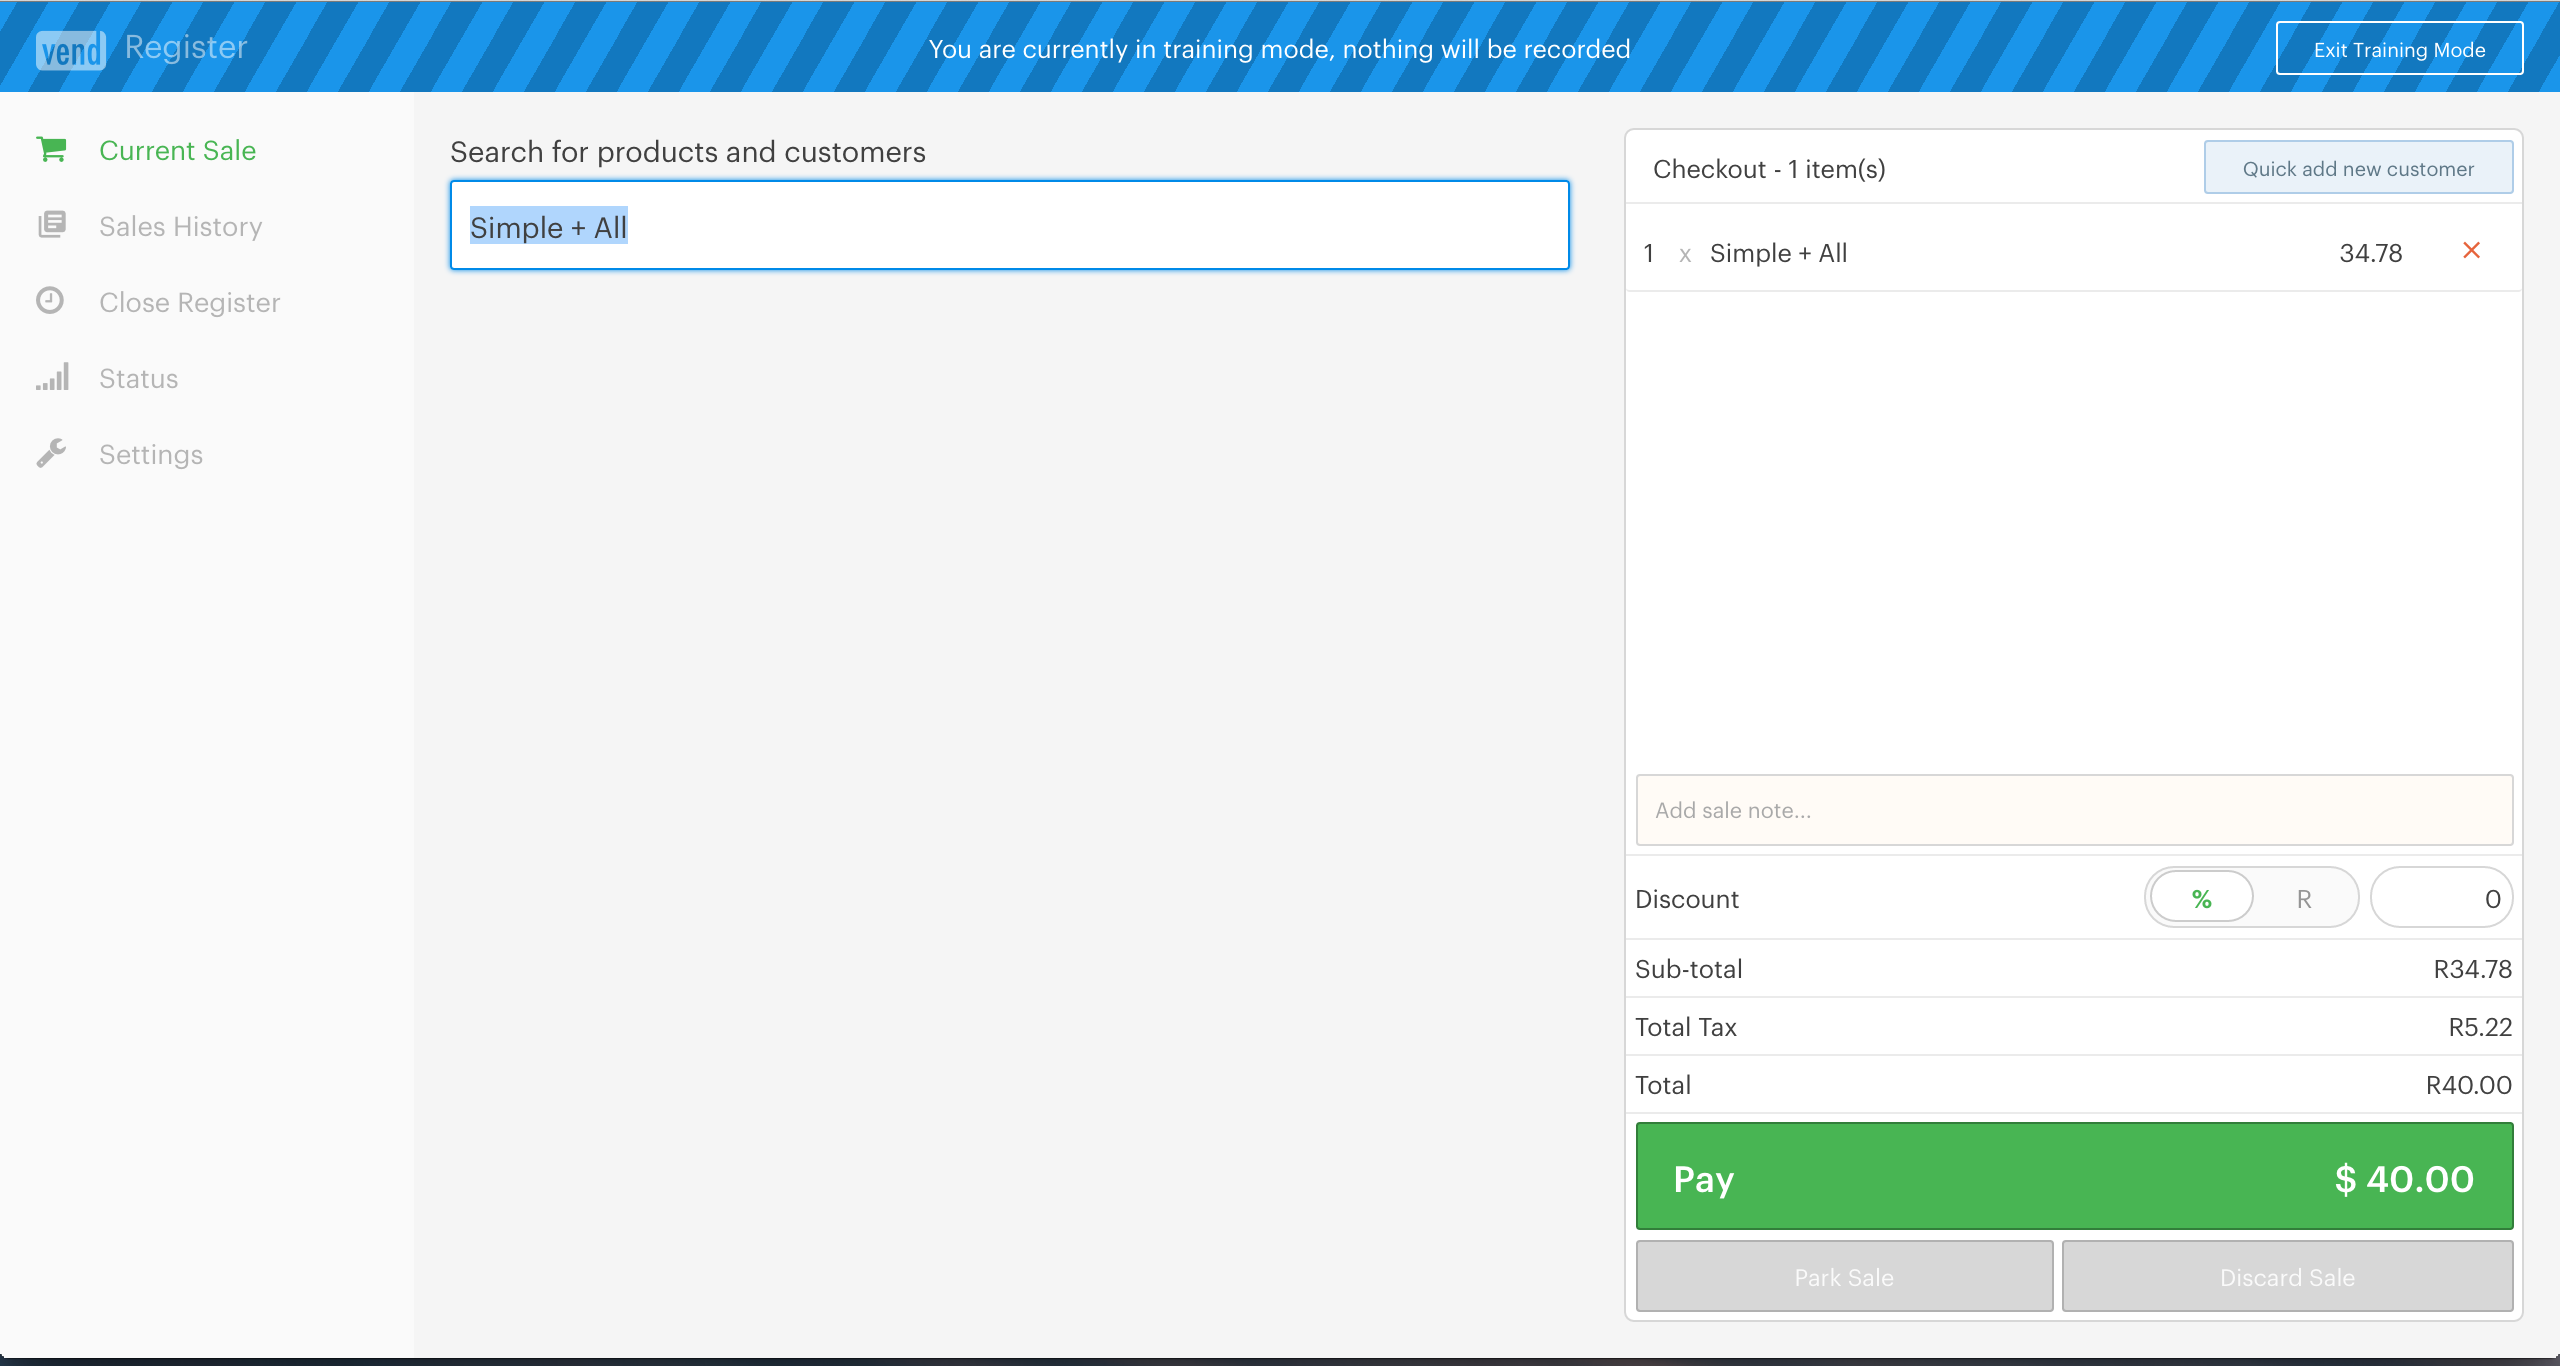 vend Register
You are currently in training mode, nothing will be recorded
Exit Training Mode
Current Sale
Sales History
Close Register
Status
Settings
Search for products and customers
Simple + All
Checkout - 1 item(s)
Quick add new customer
1 x Simple + All 34.78
Add sale note...
Discount % R 0
Sub-total R34.78
Total Tax R5.22
Total R40.00
Pay $ 40.00
Park Sale Discard Sale